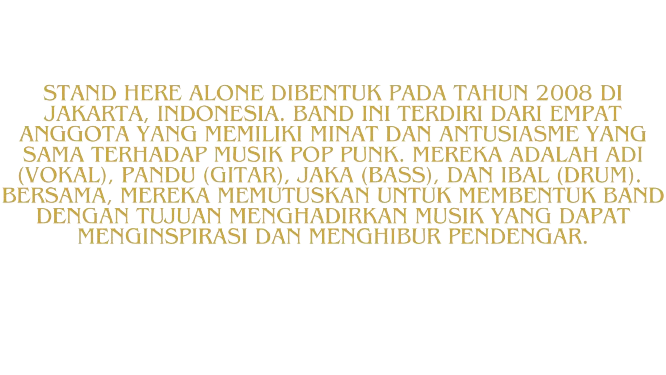 STAND HERE ALONE DIBENTUK PADA TAHUN 2008 DI
JAKARTA, INDONESIA. BAND INI TERDIRI DARI EMPAT
ANGGOTA YANG MEMILIKI MINAT DAN ANTUSIASME YANG
SAMA TERHADAP MUSIK POP PUNK. MEREKA ADALAH ADI
(VOKAL), PANDU (GITAR), JAKA (BASS), DAN IBAL (DRUM).
BERSAMA, MEREKA MEMUTUSKAN UNTUK MEMBENTUK BAND
DENGAN TUJUAN MENGHADIRKAN MUSIK YANG DAPAT
MENGINSPIRASI DAN MENGHIBUR PENDENGAR.